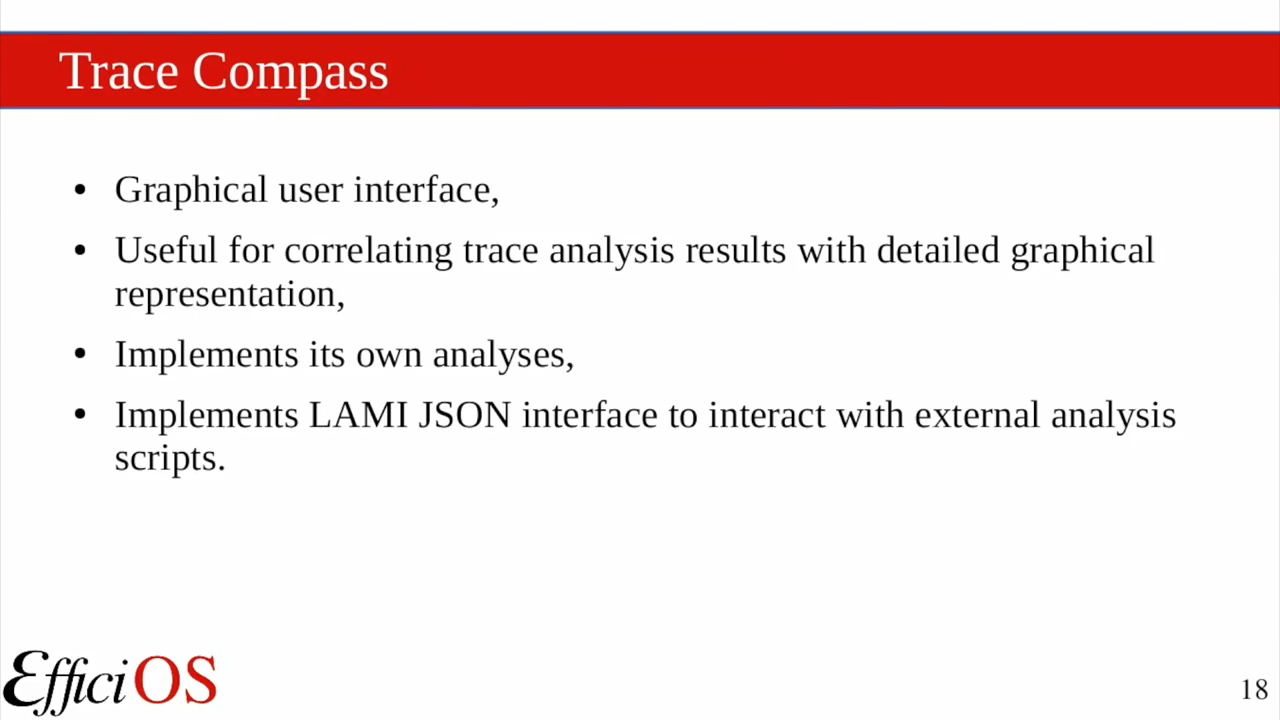 Trace Compass
• Graphical user interface,
• Useful for correlating trace analysis results with detailed graphical
representation,
• Implements its own analyses,
• Implements LAMI JSON interface to interact with external analysis
scripts.
EfficiOS
18